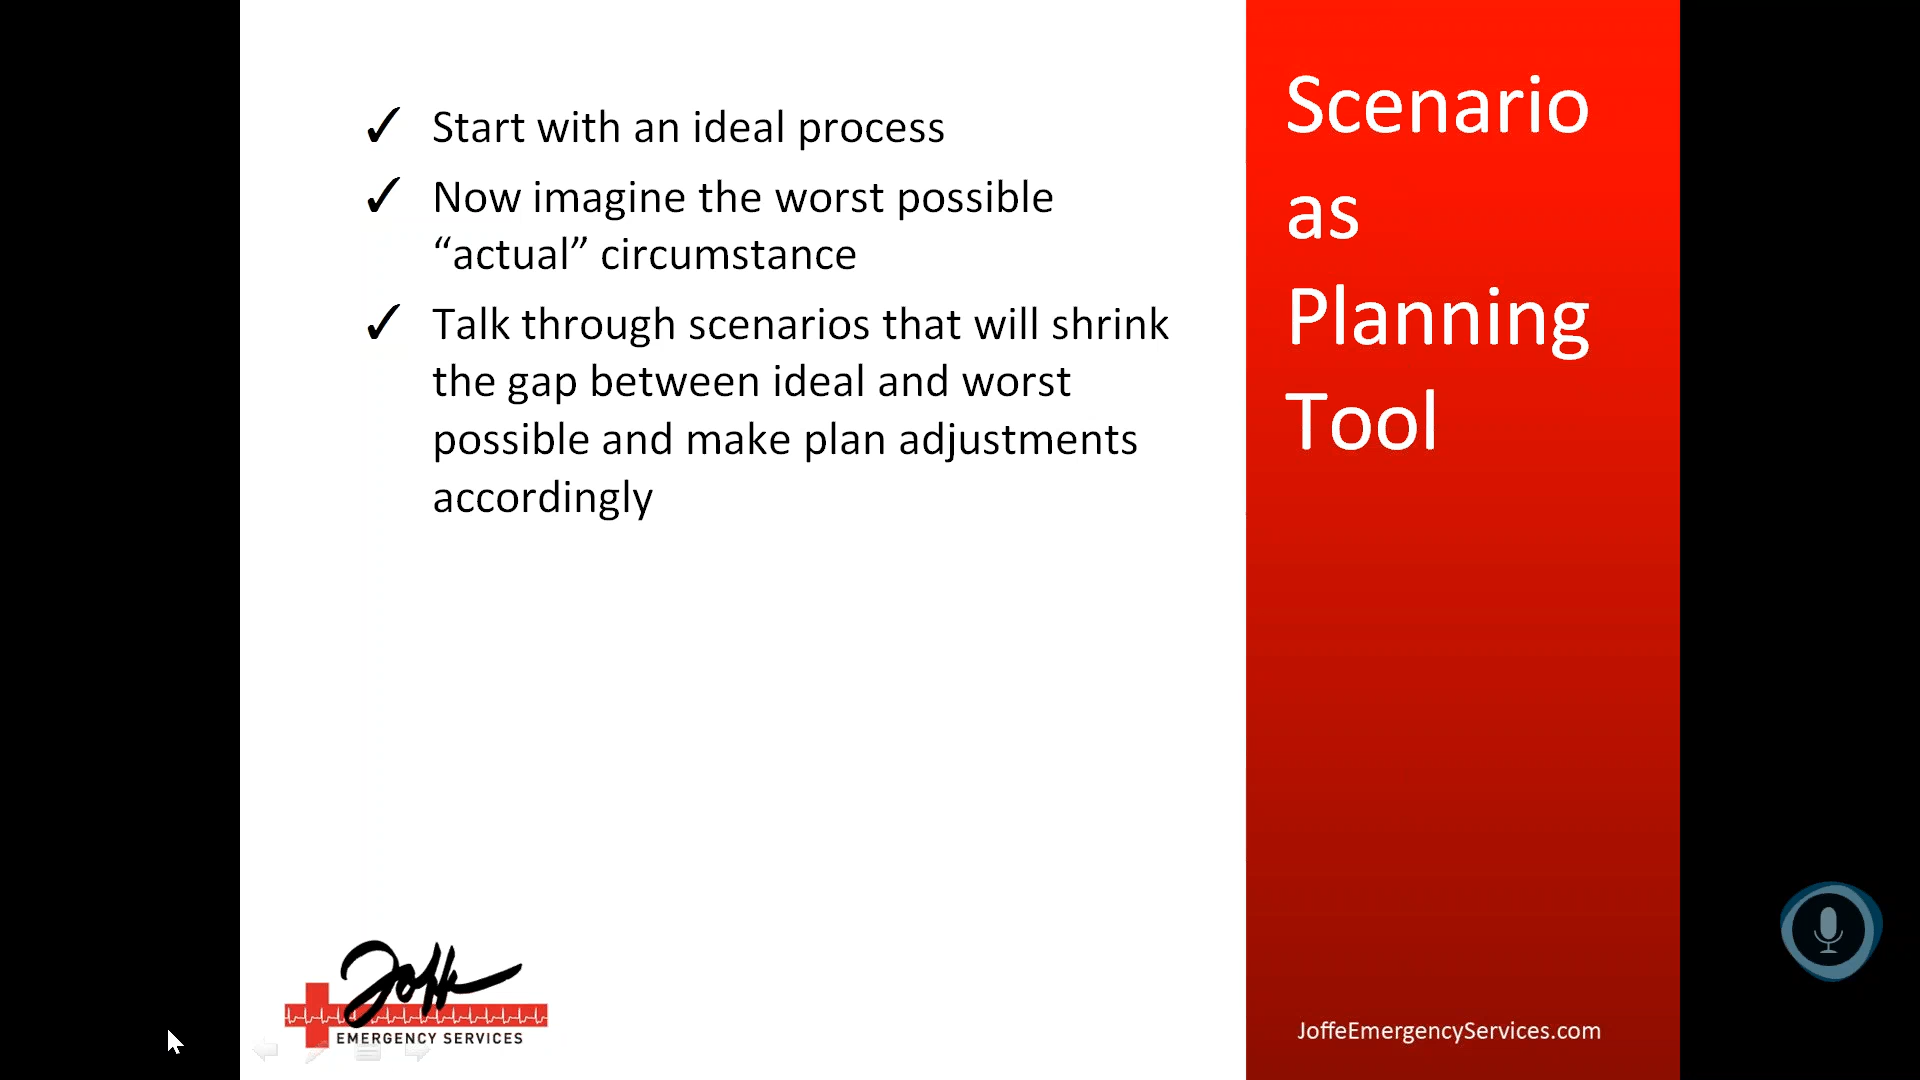 ✓ Start with an ideal process
✓ Now imagine the worst possible
“actual” circumstance
✓ Talk through scenarios that will shrink
the gap between ideal and worst
possible and make plan adjustments
accordingly
Scenario
as
Planning
Tool
Joffe
EMERGENCY SERVICES
JoffeEmergencyServices.com